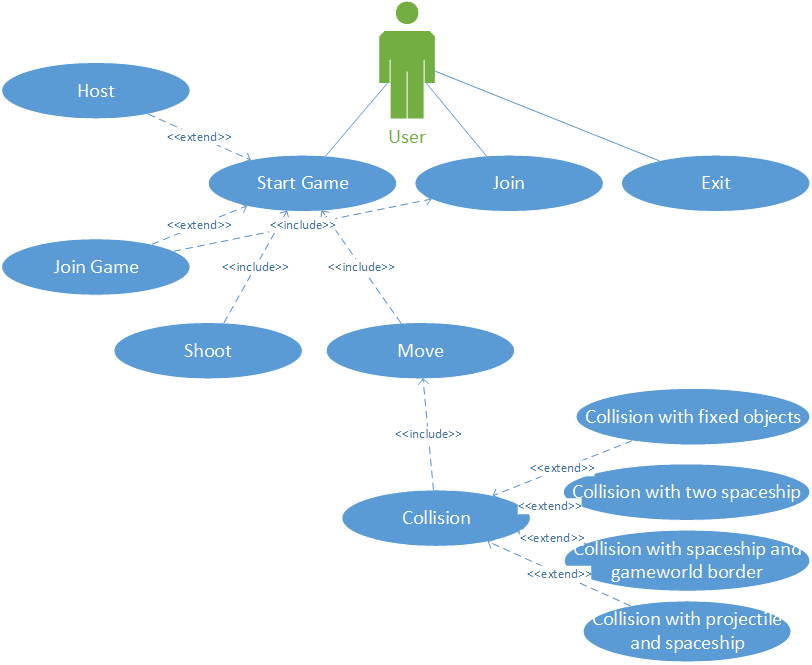 User
Host
<<extend>>
Start Game
Join
Exit
<<extend>>
<<include>>
Join Game
<<include>>
<<include>>
Shoot
Move
Collision with fixed objects
<<include>>
<<extend>>
Collision with two spaceship
<<extend>>
Collision
<<extend>>
Collision with spaceship and
gameworld border
<<extend>>
Collision with projectile
and spaceship